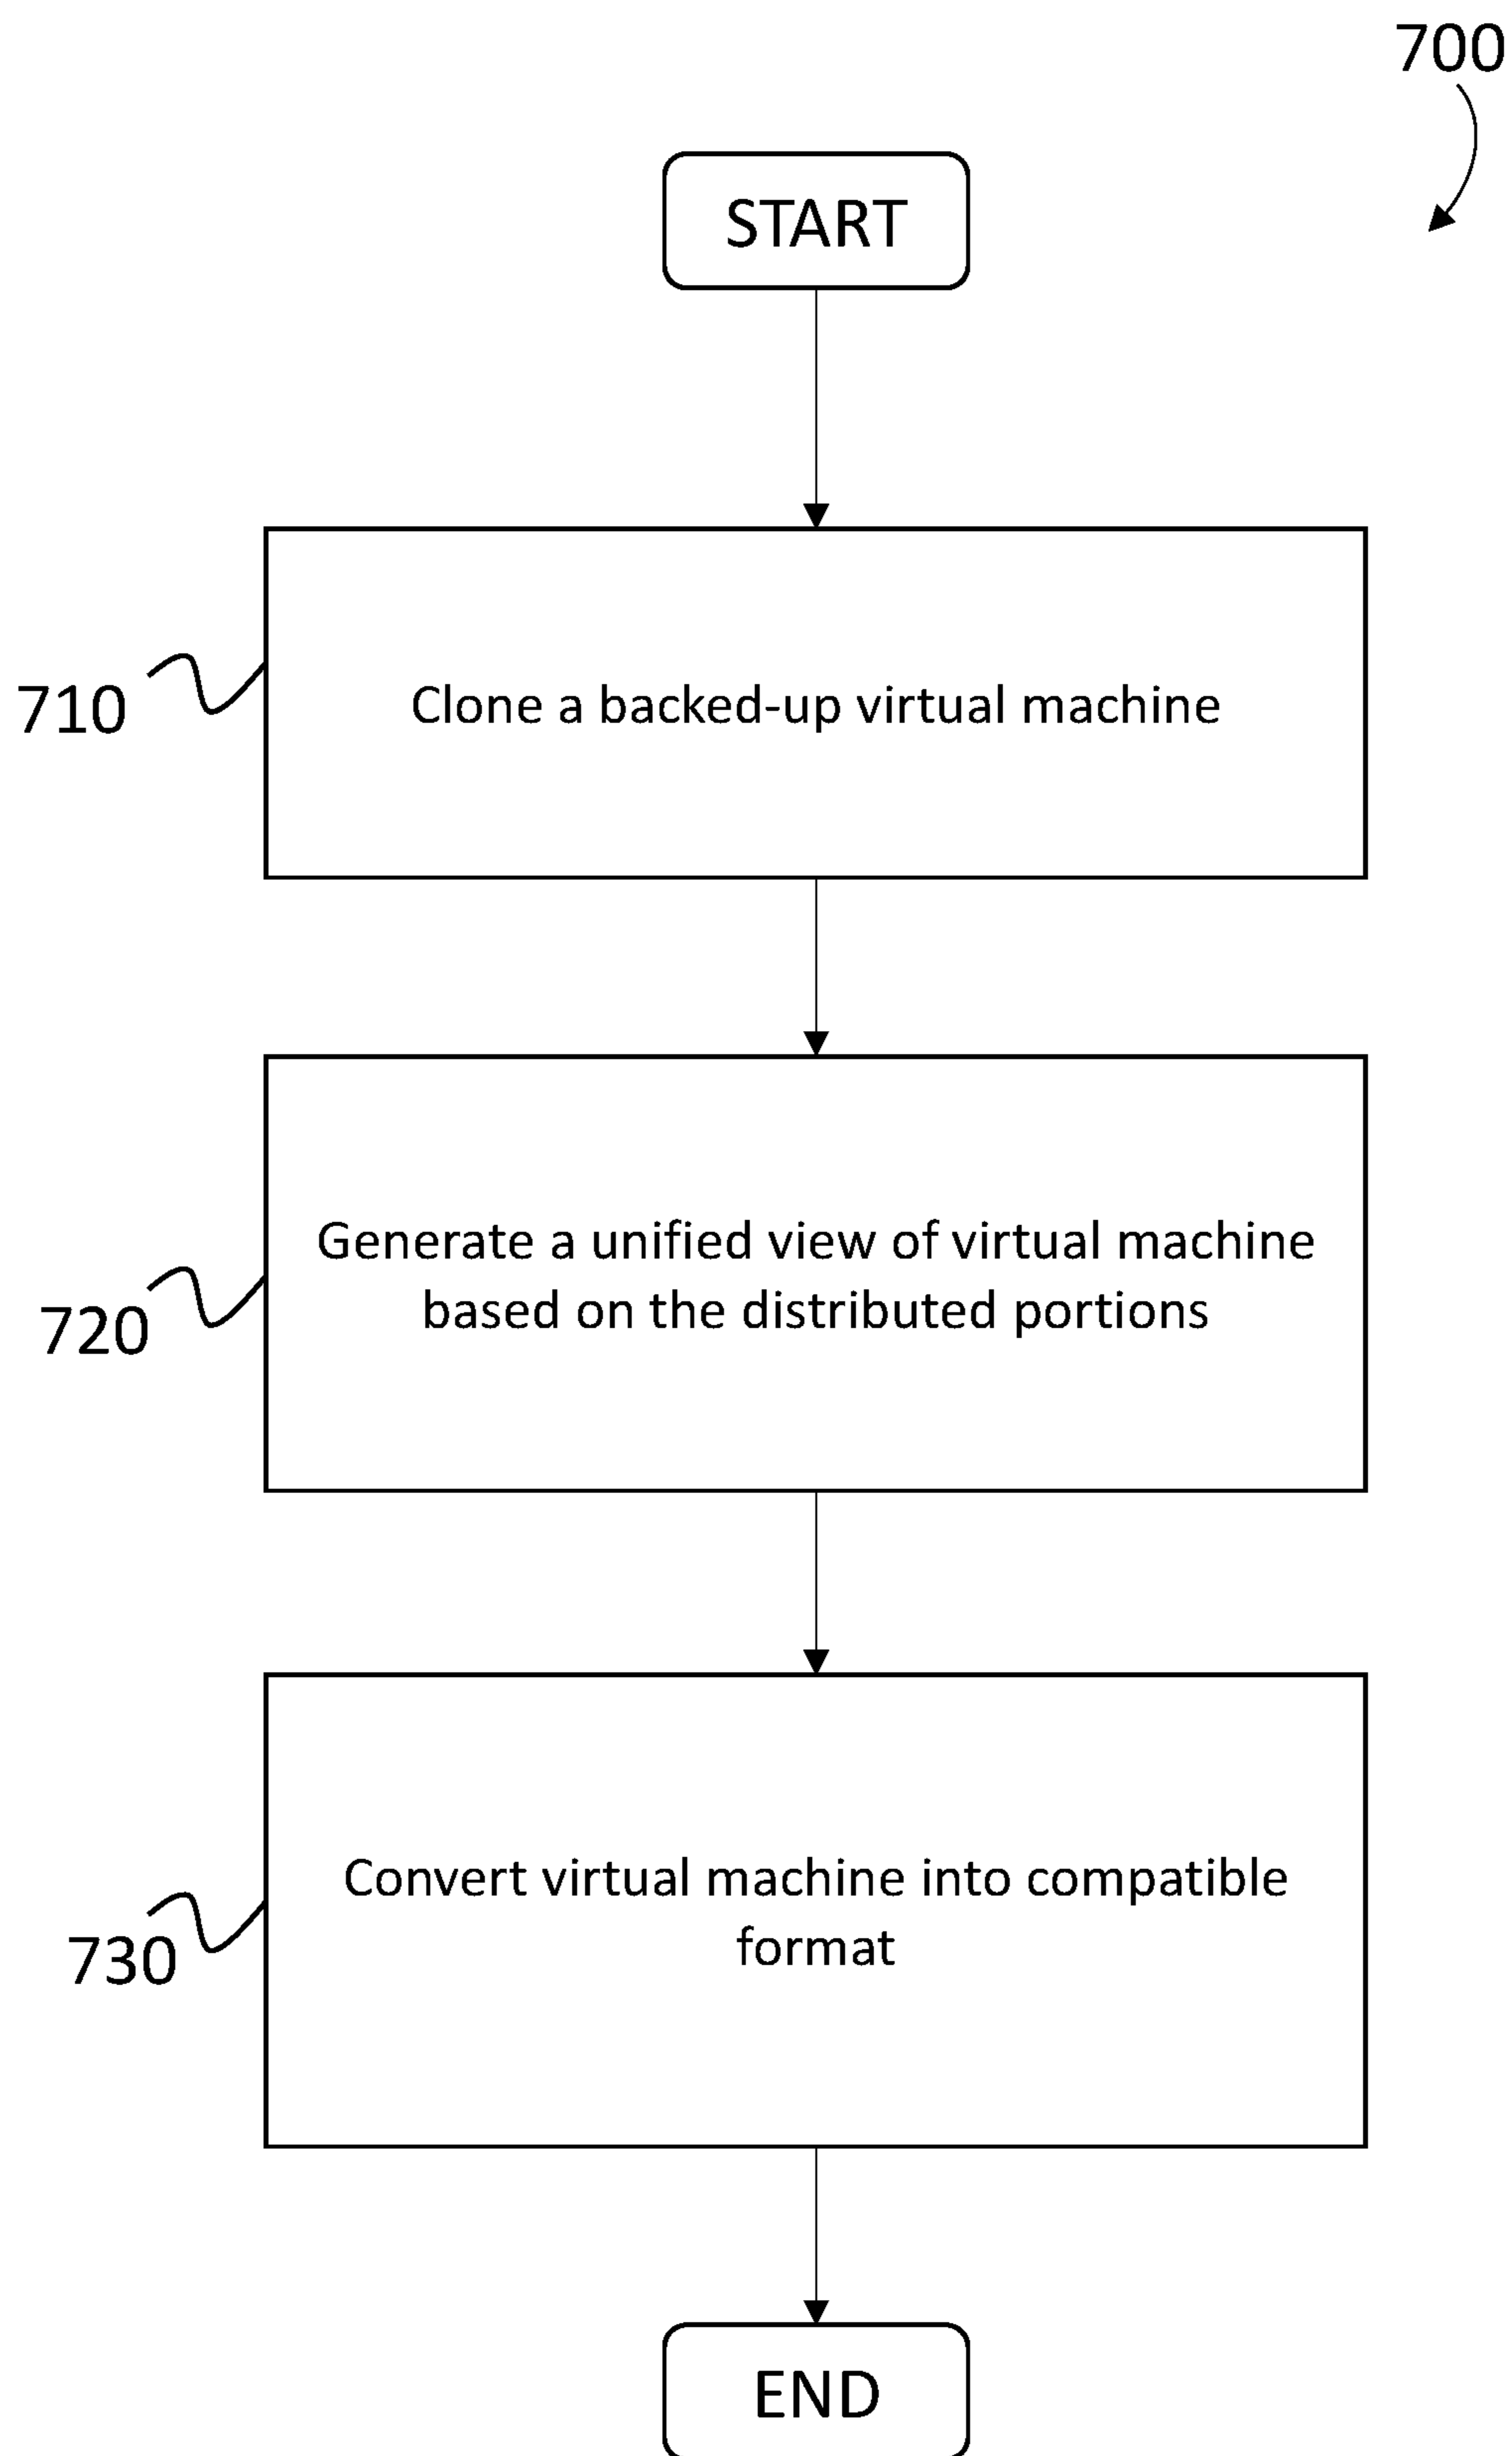 700
START
710
Clone a backed-up virtual machine
720
Generate a unified view of virtual machine
based on the distributed portions
730
Convert virtual machine into compatible
format
END